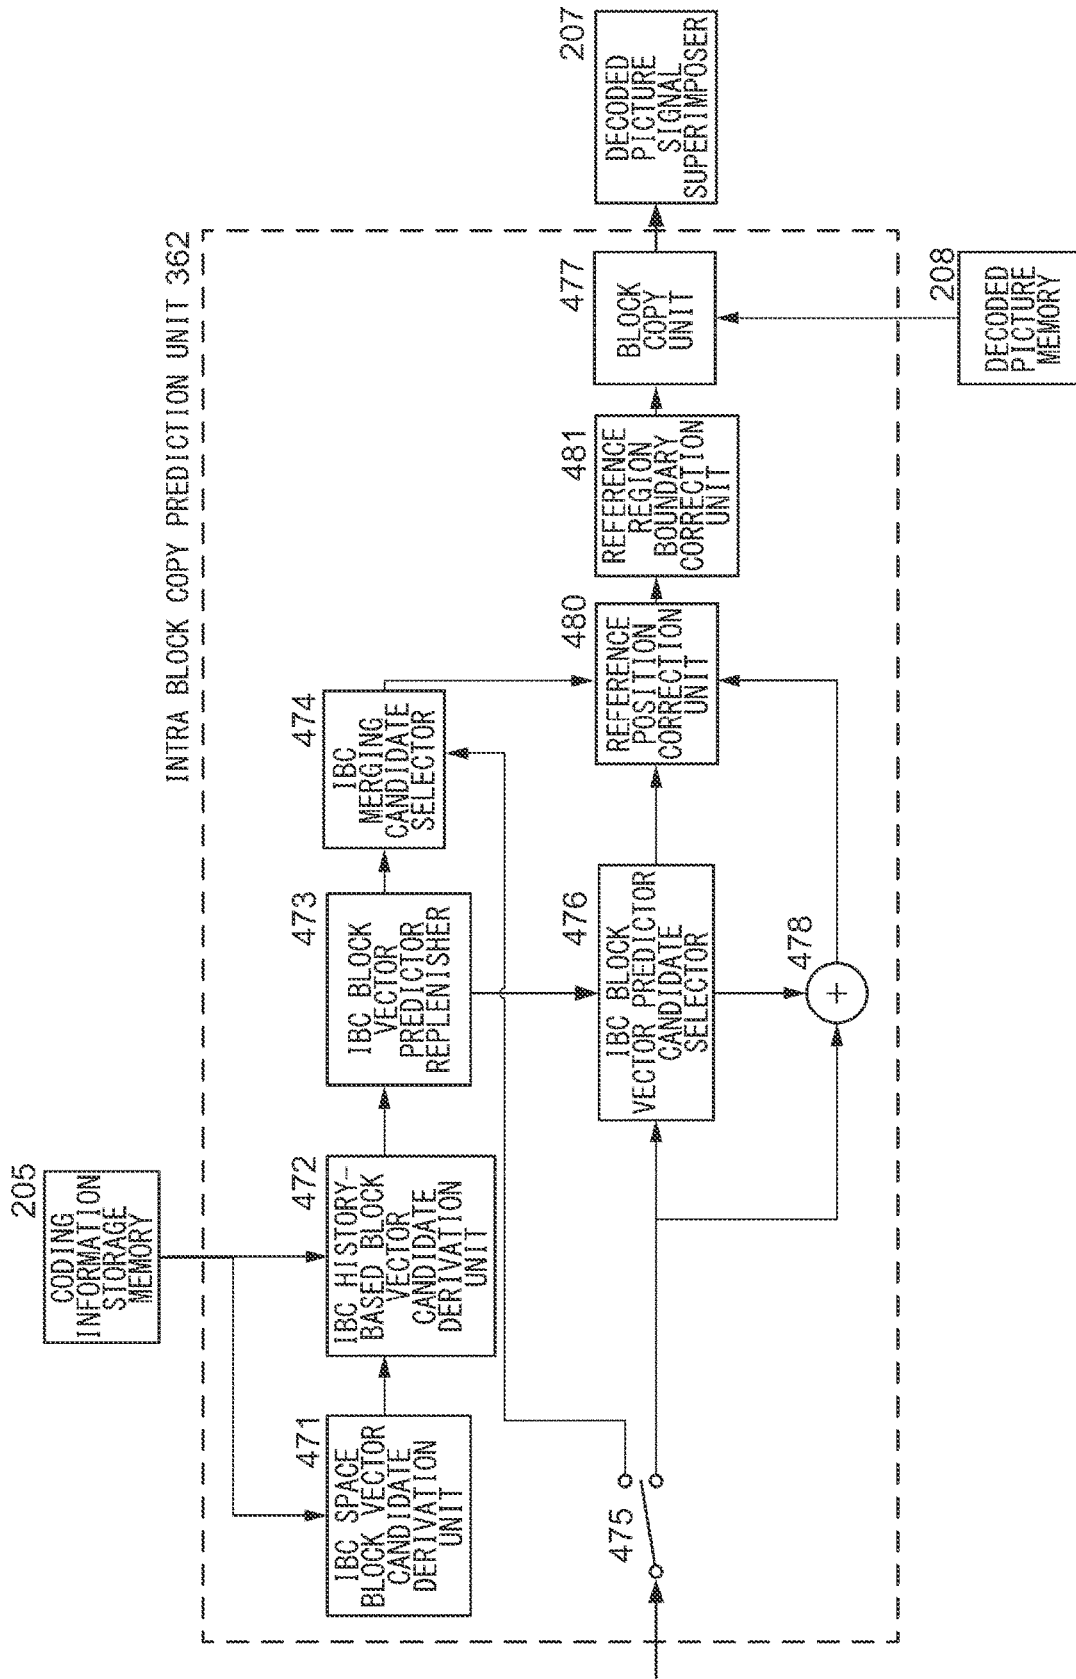 INTRA BLOCK COPY PREDICTION UNIT 362
205
CODING
INFORMATION
STORAGE
MEMORY
471
IBC SPACE
BLOCK VECTOR
CANDIDATE
DERIVATION
UNIT
472
IBC HISTORY-
BASED BLOCK
VECTOR
CANDIDATE
DERIVATION
UNIT
473
IBC BLOCK
VECTOR
PREDICTOR
REPLENISHER
474
IBC
MERGING
CANDIDATE
SELECTOR
475
476
IBC BLOCK
VECTOR PREDICTOR
CANDIDATE
SELECTOR
478
+
480
REFERENCE
POSITION
CORRECTION
UNIT
481
REFERENCE
REGION
BOUNDARY
CORRECTION
UNIT
477
BLOCK
COPY
UNIT
207
DECODED
PICTURE
SIGNAL
SUPERIMPOSER
208
DECODED
PICTURE
MEMORY